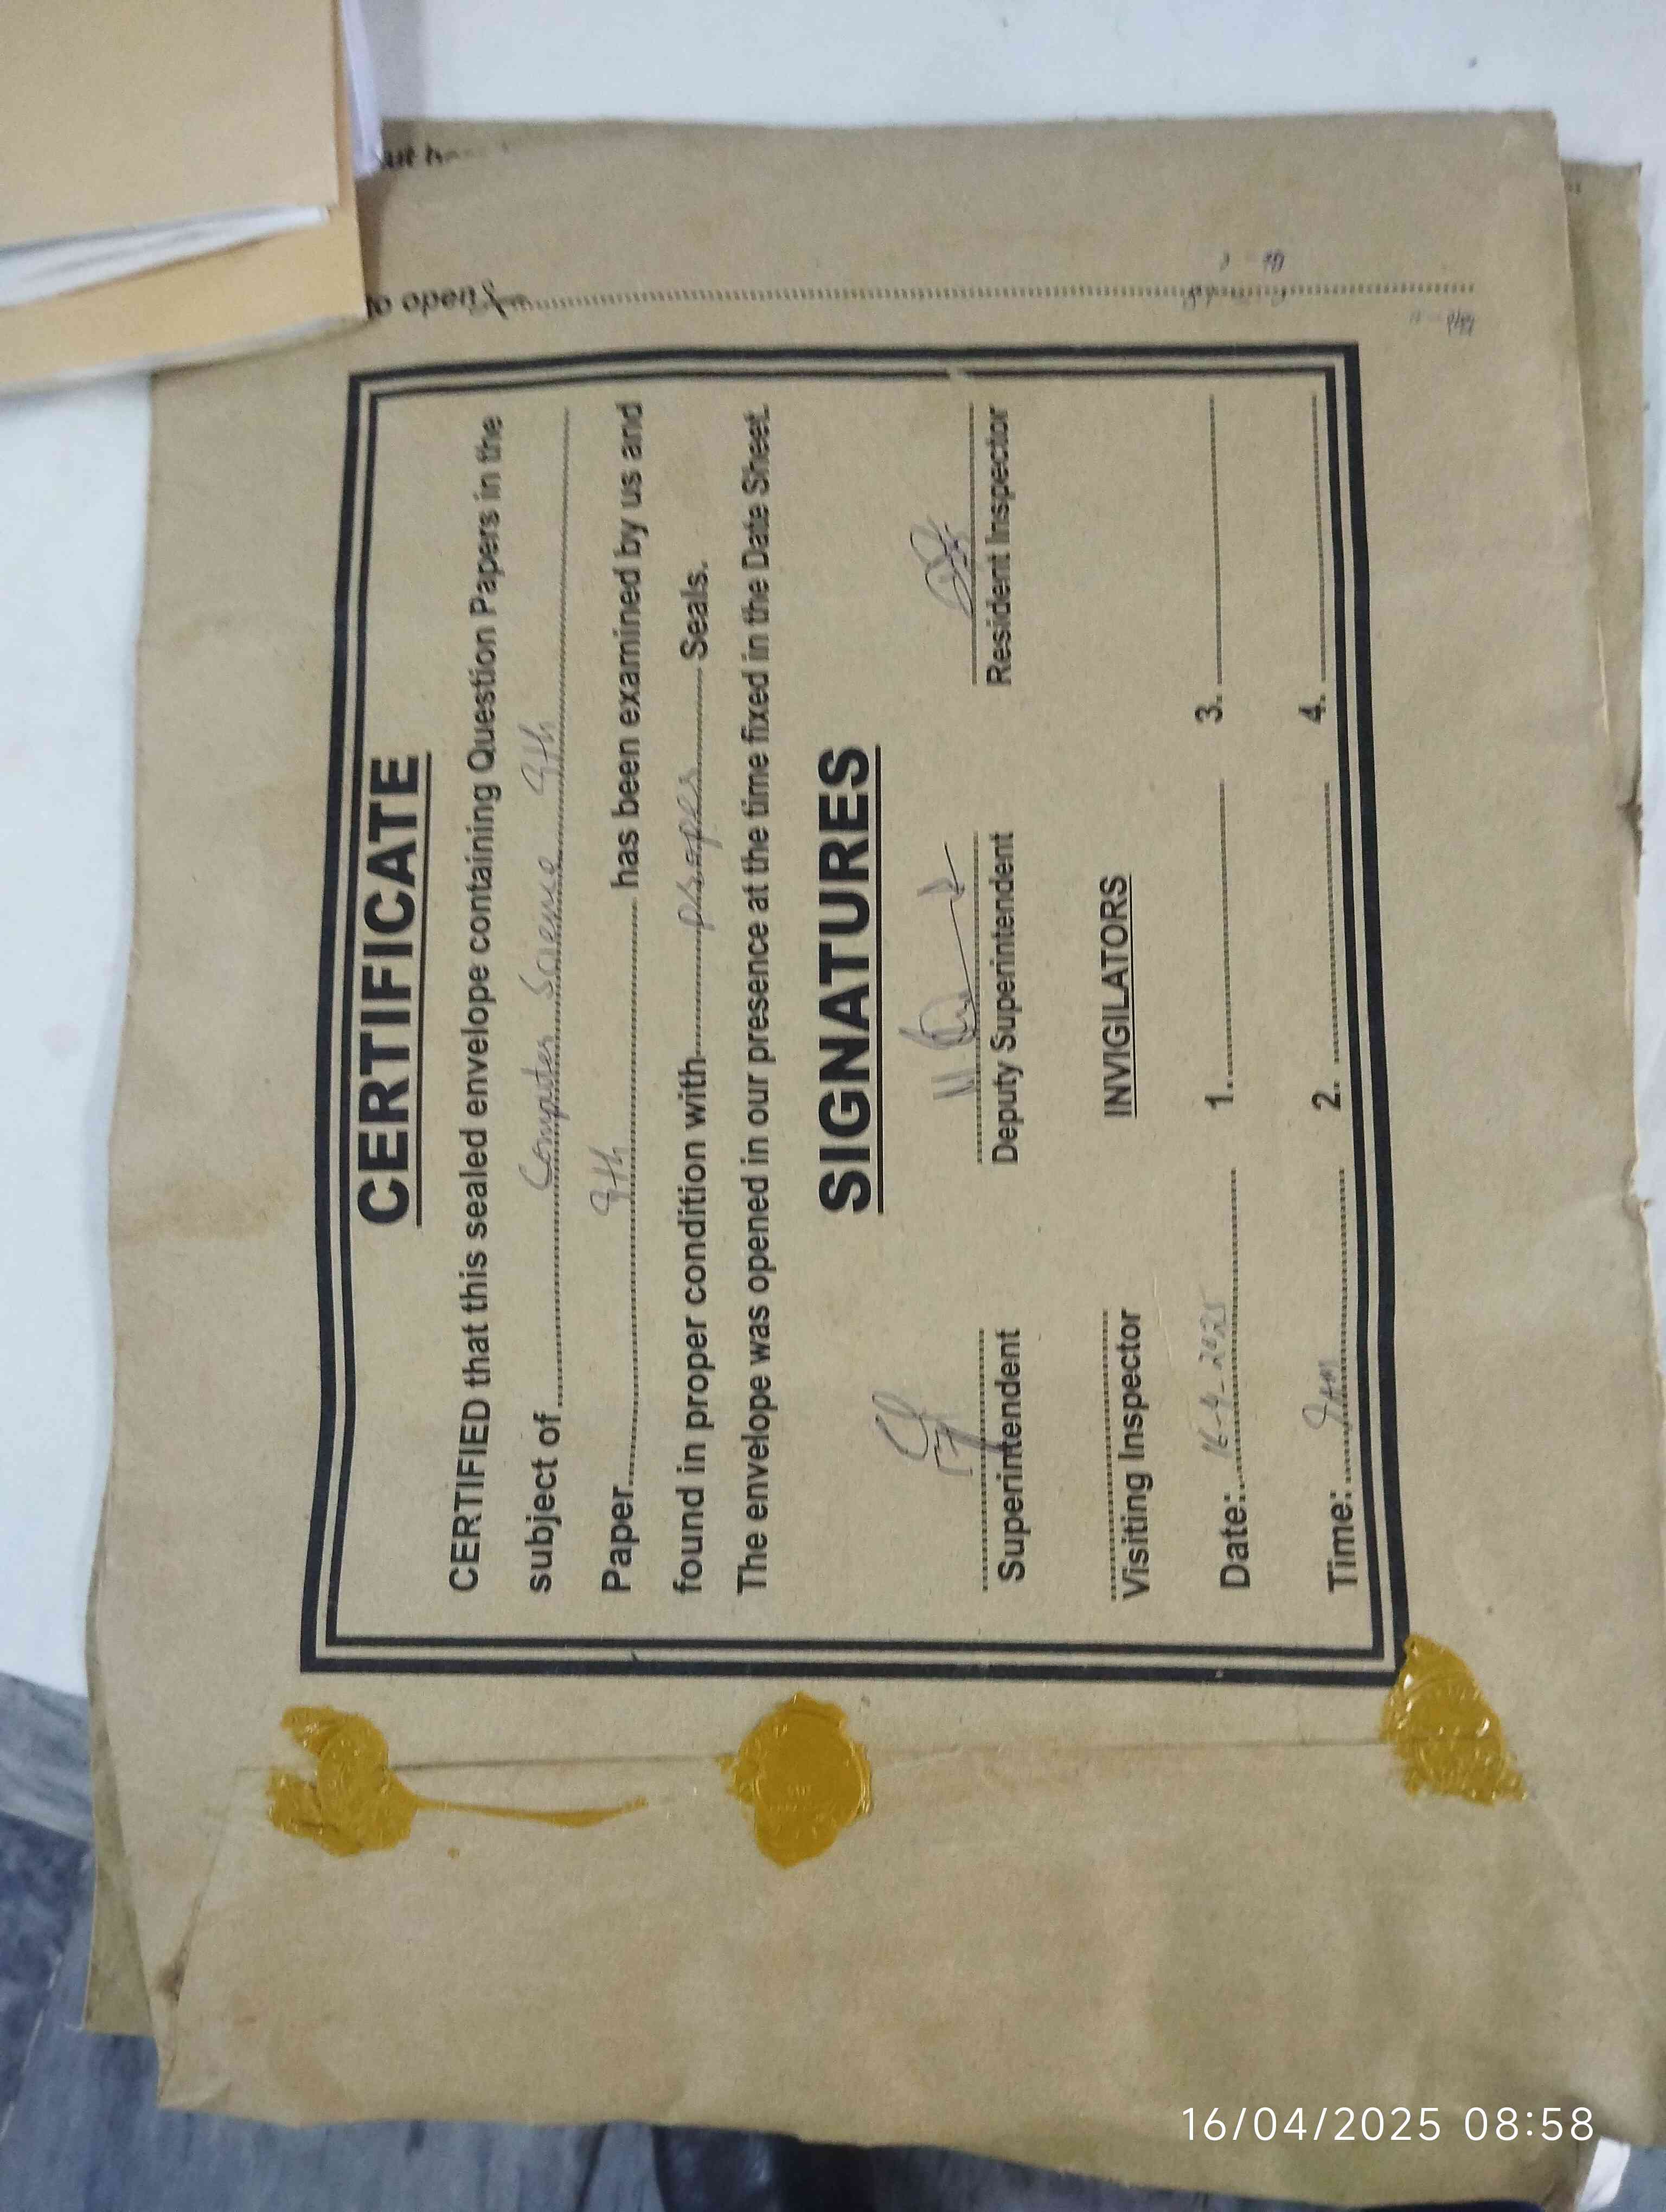 to open
CERTIFICATE
CERTIFIED that this sealed envelope containing Question Papers in the
subject of Computer Science 9th
Paper 9th has been examined by us and
found in proper condition with Seals.
The envelope was opened in our presence at the time fixed in the Date Sheet.
SIGNATURES
Superintendent Deputy Superintendent Resident Inspector
Visiting Inspector INVIGILATORS
Date: 16-4-2025 1. 3.
Time: 9 am 2. 4.
16/04/2025 08:58